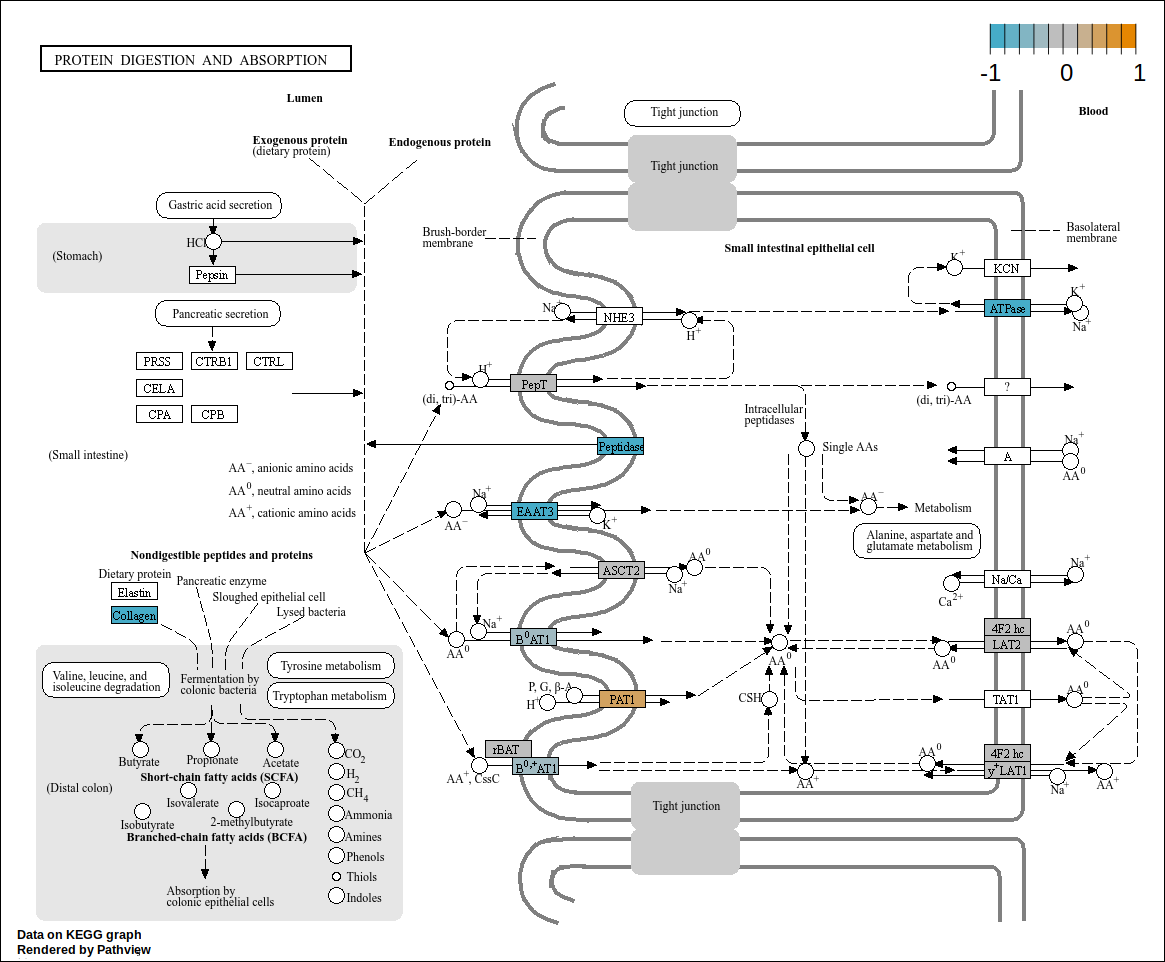 -1 0 1
PROTEIN DIGESTION AND ABSORPTION
Lumen
Blood
Tight junction
Tight junction
Exogenous protein
(dietary protein)
Endogenous protein
Gastric acid secretion
HCl
(Stomach)
Pepsin
Brush-border
membrane
Small intestinal epithelial cell
Basolateral
membrane
K+
KCN
ATPase
K+
Na+
Pancreatic secretion
Na+
NHE3
H+
PRSS
CTRB1
CTRL
CELA
CPA
CPB
H+
PepT
(di, tri)-AA
(di, tri)-AA
?
Intracellular
peptidases
Single AAs
Peptidase
(Small intestine)
A
Na+
AA0
AA−, anionic amino acids
AA0, neutral amino acids
AA+, cationic amino acids
Na+
AA−
EAAT3
K+
AA−
Metabolism
Alanine, aspartate and
glutamate metabolism
Nondigestible peptides and proteins
Dietary protein
Elastin
Collagen
Pancreatic enzyme
Sloughed epithelial cell
Lysed bacteria
ASCT2
AA0
Na+
Na/Ca
Na+
Ca2+
Na+
AA0
B0AT1
AA0
AA0
4F2 hc
LAT2
AA0
Valine, leucine, and
isoleucine degradation
Fermentation by
colonic bacteria
Tyrosine metabolism
Tryptophan metabolism
P, G, β-A
H+
PAT1
CSH
TAT1
AA0
rBAT
B0,+AT1
AA+, CssC
AA+
AA0
4F2 hc
y+LAT1
Na+
AA+
Butyrate
Propionate
Acetate
CO2
Short-chain fatty acids (SCFA)
H2
(Distal colon)
Isovalerate
Isocaproate
CH4
Isobutyrate
2-methylbutyrate
Ammonia
Branched-chain fatty acids (BCFA)
Amines
Phenols
Thiols
Indoles
Absorption by
colonic epithelial cells
Tight junction
Data on KEGG graph
Rendered by Pathview